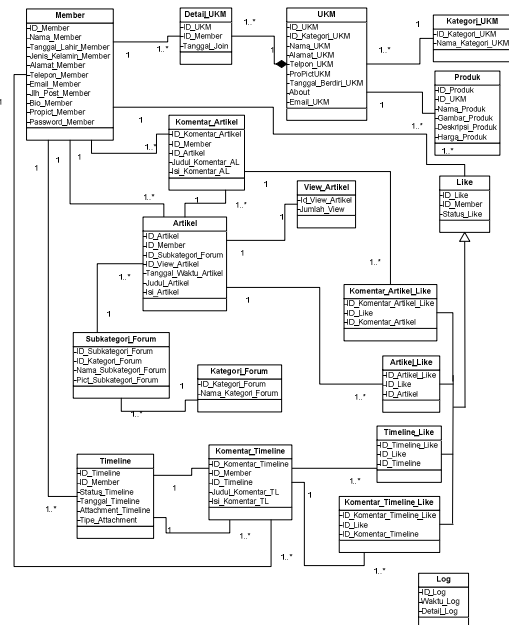 Member
ID_Member
Nama_Member
Tanggal_Lahir_Member
Jenis_Kelamin_Member
Alamat_Member
Telepon_Member
Email_Member
Jlh_Post_Member
Bio_Member
Propict_Member
Password_Member
Detail_UKM
ID_UKM
ID_Member
Tanggal_Join
UKM
ID_UKM
ID_Kategori_UKM
Nama_UKM
Alamat_UKM
Telpon_UKM
ProPictUKM
Tanggal_Berdiri_UKM
About
Email_UKM
Kategori_UKM
ID_Kategori_UKM
Nama_Kategori_UKM
Produk
ID_Produk
ID_UKM
Nama_Produk
Gambar_Produk
Deskripsi_Produk
Harga_Produk
Komentar_Artikel
ID_Komentar_Artikel
ID_Member
ID_Artikel
Judul_Komentar_AL
Isi_Komentar_AL
View_Artikel
Id_View_Artikel
Jumlah_View
Like
ID_Like
ID_Member
Status_Like
Artikel
ID_Artikel
ID_Member
ID_Subkategori_Forum
ID_View_Artikel
Tanggal_Waktu_Artikel
Judul_Artikel
Isi_Artikel
Komentar_Artikel_Like
ID_Komentar_Artikel_Like
ID_Like
ID_Komentar_Artikel
Subkategori_Forum
ID_Subkategori_Forum
ID_Kategori_Forum
Nama_Subkategori_Forum
Pict_Subkategori_Forum
Kategori_Forum
ID_Kategori_Forum
Nama_Kategori_Forum
Artikel_Like
ID_Artikel_Like
ID_Like
ID_Artikel
Timeline_Like
ID_Timeline_Like
ID_Like
ID_Timeline
Timeline
ID_Timeline
ID_Member
Status_Timeline
Tanggal_Timeline
Attachment_Timeline
Tipe_Attachment
Komentar_Timeline
ID_Komentar_Timeline
ID_Member
ID_Timeline
Judul_Komentar_TL
Isi_Komentar_TL
Komentar_Timeline_Like
ID_Komentar_Timeline_Like
ID_Like
ID_Komentar_Timeline
Log
ID_Log
Waktu_Log
Detail_Log